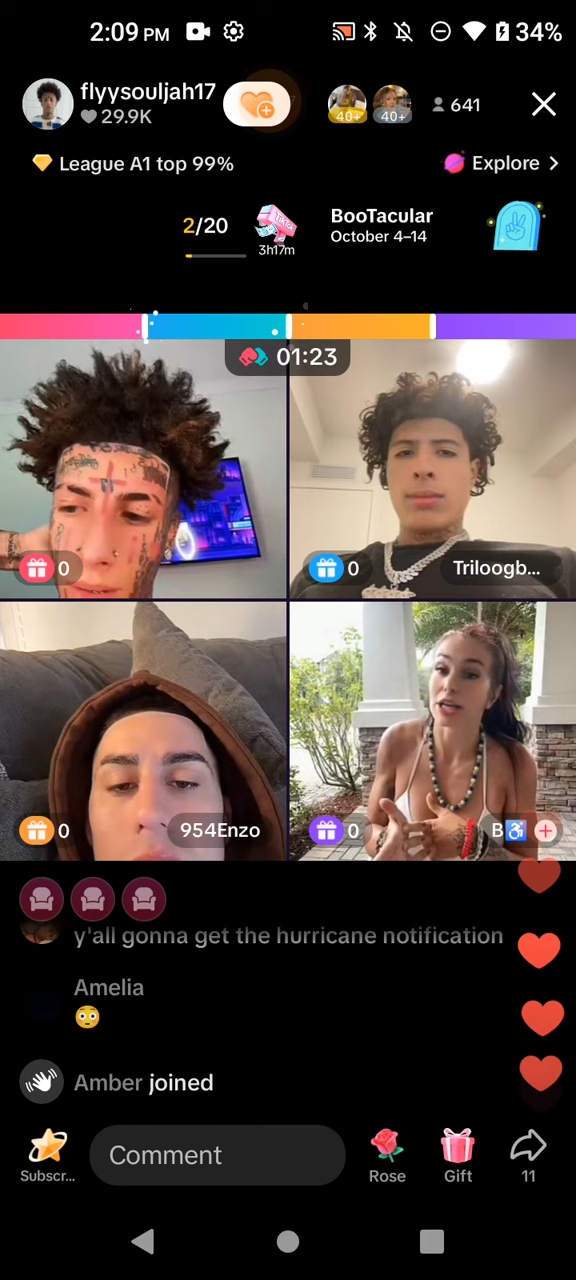 2:09 PM
34%
flyysouljah17
29.9K
40+
40+
641
League A1 top 99%
Explore >
2/20
TikTok
3h17m
BooTacular
October 4–14
01:23
0
0
Triloogb...
0
954Enzo
0
B
y'all gonna get the hurricane notification
Amelia
😳
Amber joined
Subscr...
Comment
Rose
Gift
11